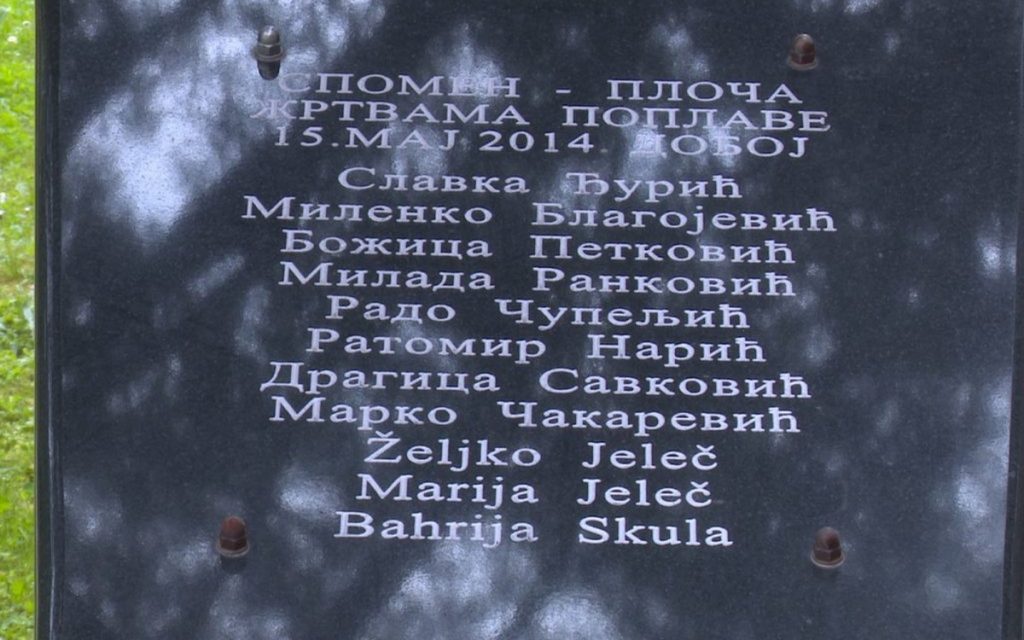 СПОМЕН - ПЛОЧА
ЖРТВАМА ПОПЛАВЕ
15.МАЈ 2014. ДОБОЈ
Славка Ђурић
Миленко Благојевић
Божица Петковић
Милада Ранковић
Радо Чупељић
Ратомир Нарић
Драгица Савковић
Марко Чакаревић
Željko Jeleč
Marija Jeleč
Bahrija Skula